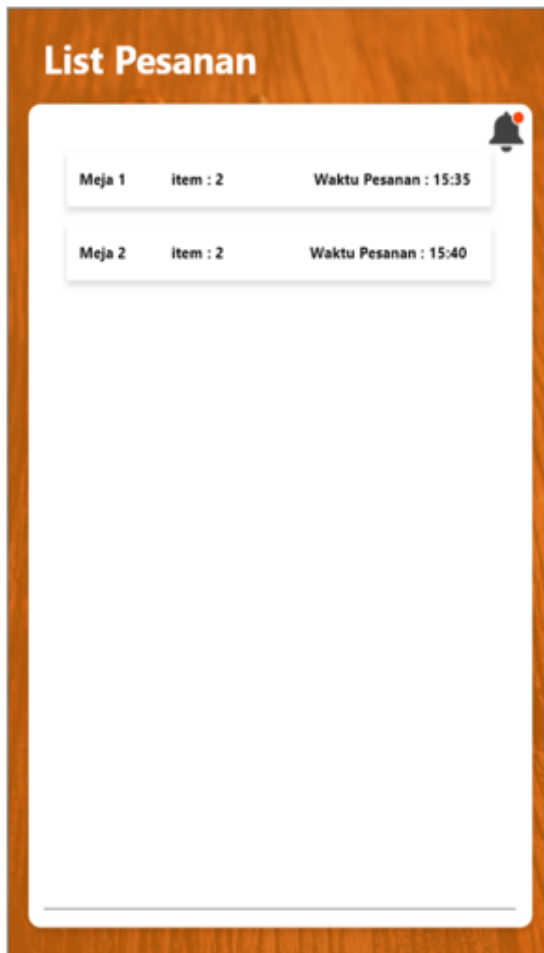 List Pesanan
Meja 1 item : 2 Waktu Pesanan : 15:35
Meja 2 item : 2 Waktu Pesanan : 15:40